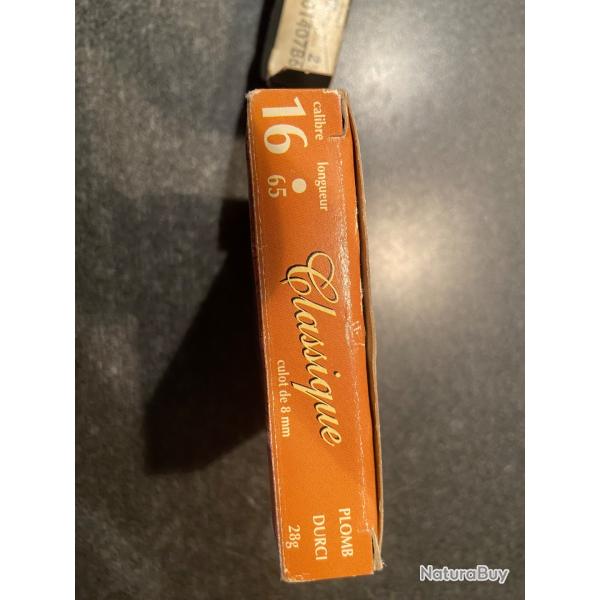 calibre
16
longueur
65
Classique
culot de 8 mm
PLOMB
DURCI
28g
NaturaBuy